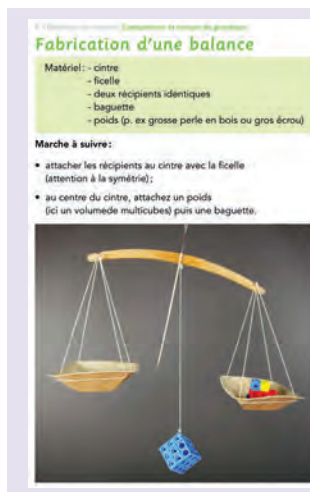 Fabrication d'une balance
Matériel: - cintre
- ficelle
- deux récipients identiques
- baguette
- poids (p. ex grosse perle en bois ou gros écrou)
Marche à suivre:
• attacher les récipients au cintre avec la ficelle
(attention à la symétrie);
• au centre du cintre, attachez un poids
(ici un volumede multicubes) puis une baguette.